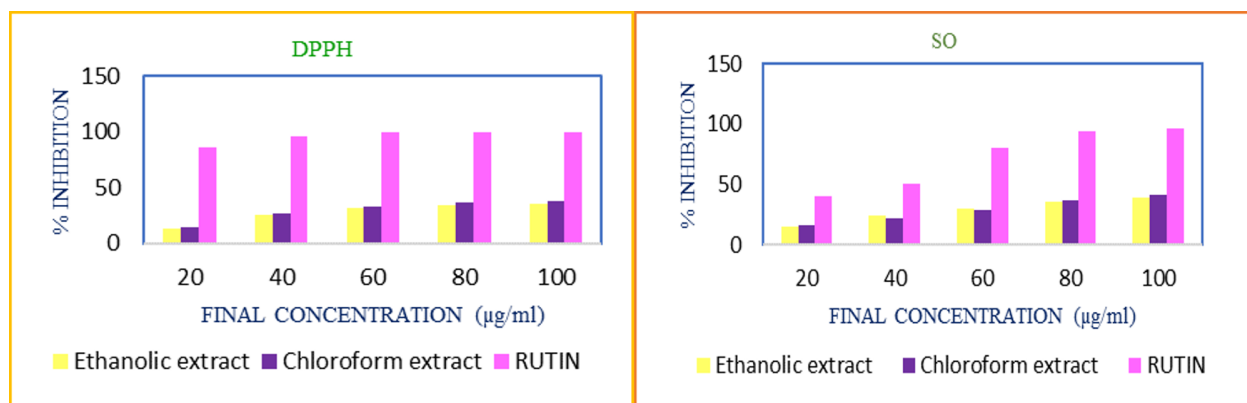 DPPH
% INHIBITION
150
100
50
0
20 40 60 80 100
FINAL CONCENTRATION (µg/ml)
Ethanolic extract Chloroform extract RUTIN
SO
% INHIBITION
150
100
50
0
20 40 60 80 100
FINAL CONCENTRATION (µg/ml)
Ethanolic extract Chloroform extract RUTIN